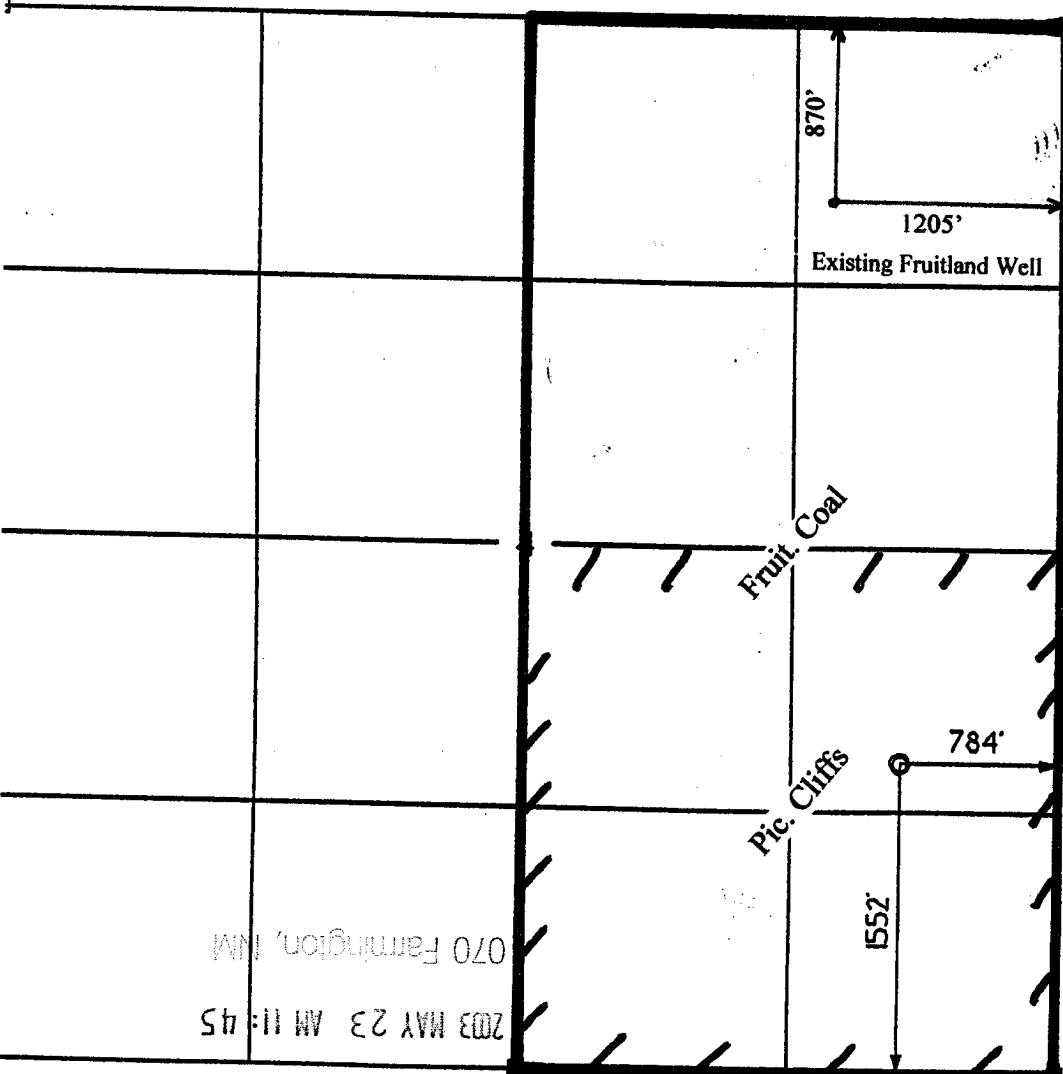 870'
1205'
Existing Fruitland Well
Fruit. Coal
784'
Pic. Cliffs
1552'
070 Farmington, NM
2003 MAY 23 AM 11:45